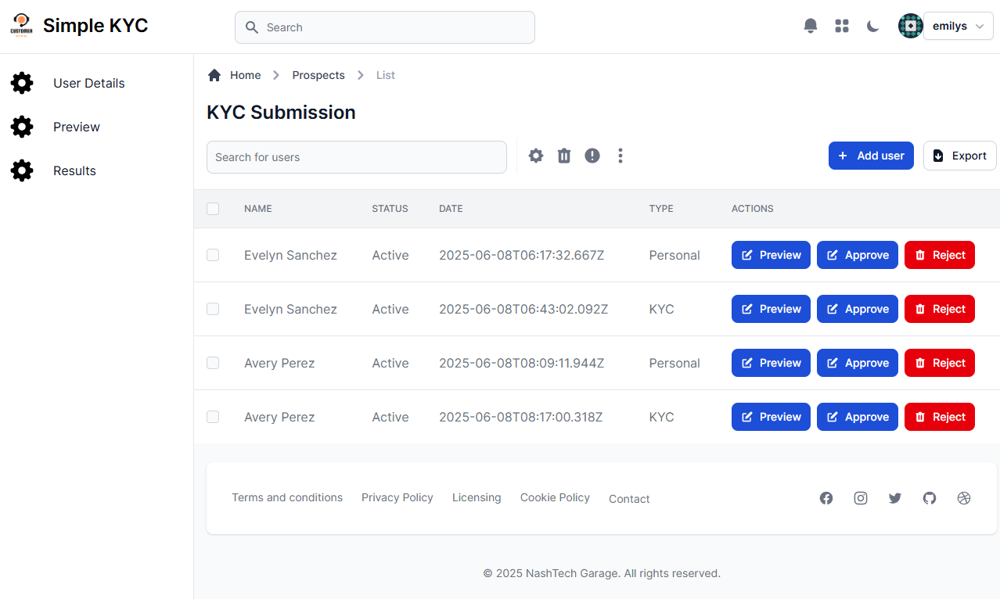 CUSTOMER
Simple KYC
Search
emilys
User Details
Preview
Results
Home
Prospects
List
KYC Submission
Search for users
Add user
Export
NAME STATUS DATE TYPE ACTIONS
Evelyn Sanchez Active 2025-06-08T06:17:32.667Z Personal Preview Approve Reject
Evelyn Sanchez Active 2025-06-08T06:43:02.092Z KYC Preview Approve Reject
Avery Perez Active 2025-06-08T08:09:11.944Z Personal Preview Approve Reject
Avery Perez Active 2025-06-08T08:17:00.318Z KYC Preview Approve Reject
Terms and conditions Privacy Policy Licensing Cookie Policy Contact
© 2025 NashTech Garage. All rights reserved.